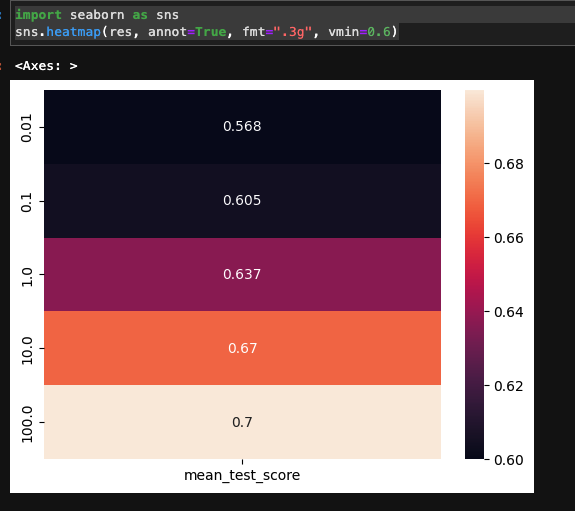 import seaborn as sns
sns.heatmap(res, annot=True, fmt=".3g", vmin=0.6)
<Axes: >
0.01 0.568
0.1 0.605
1.0 0.637
10.0 0.67
100.0 0.7
mean_test_score
0.68
0.66
0.64
0.62
0.60